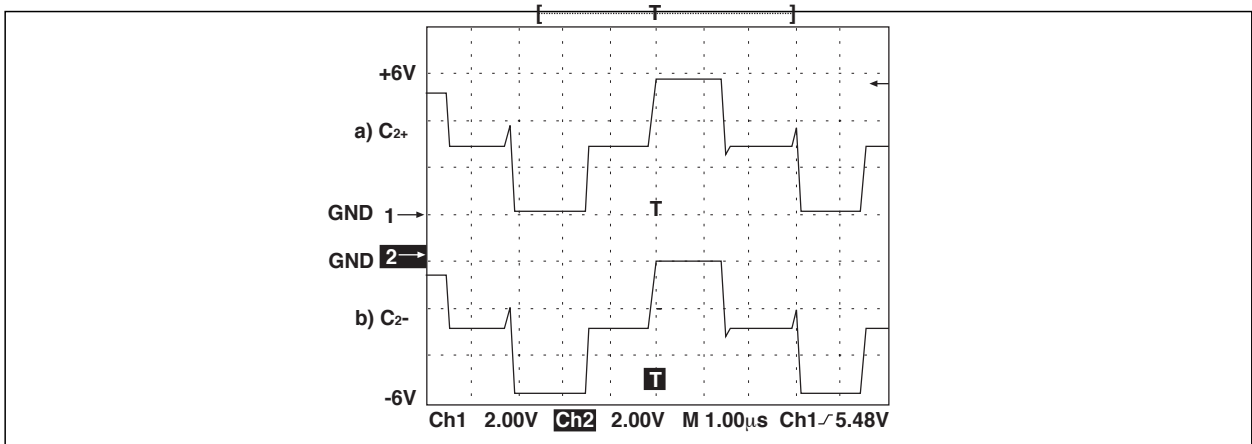 [ T ]
+6V
a) C2+
GND 1→ T
GND 2→
b) C2-
T
-6V
Ch1 2.00V Ch2 2.00V M 1.00μs Ch1 5.48V